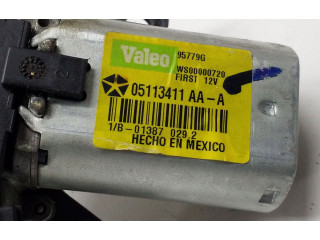 Valeo 95779G
WS00000720
FIRST 12V
05113411 AA-A
1/B-01387 029.2
HECHO EN MEXICO